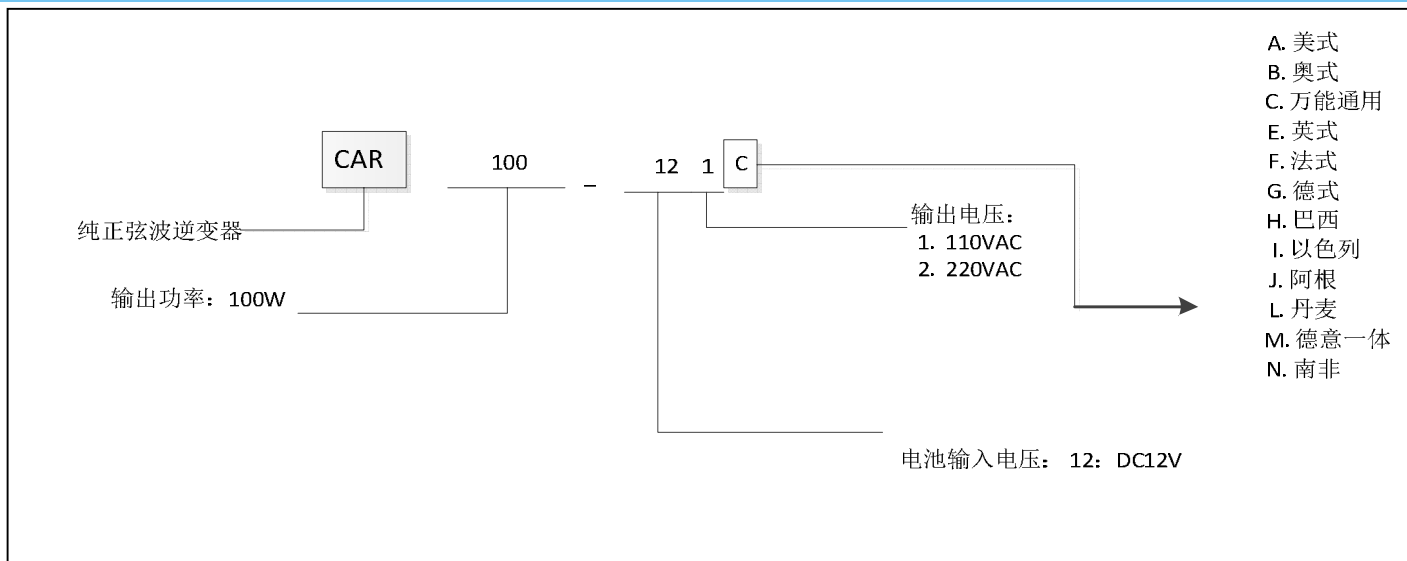 A. 美式
B. 奥式
C. 万能通用
E. 英式
F. 法式
G. 德式
H. 巴西
I. 以色列
J. 阿根
L. 丹麦
M. 德意一体
N. 南非
CAR 100 – 12 1 C
纯正弦波逆变器
输出电压：
1. 110VAC
2. 220VAC
输出功率：100W
电池输入电压： 12：DC12V